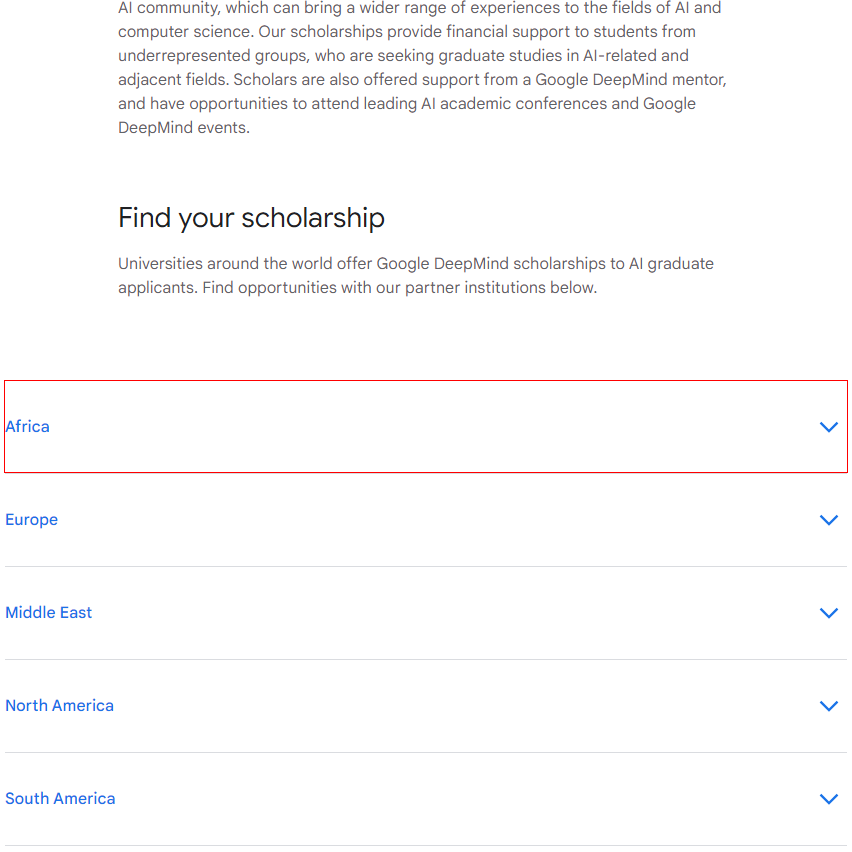 AI community, which can bring a wider range of experiences to the fields of AI and
computer science. Our scholarships provide financial support to students from
underrepresented groups, who are seeking graduate studies in AI-related and
adjacent fields. Scholars are also offered support from a Google DeepMind mentor,
and have opportunities to attend leading AI academic conferences and Google
DeepMind events.
Find your scholarship
Universities around the world offer Google DeepMind scholarships to AI graduate
applicants. Find opportunities with our partner institutions below.
Africa
Europe
Middle East
North America
South America